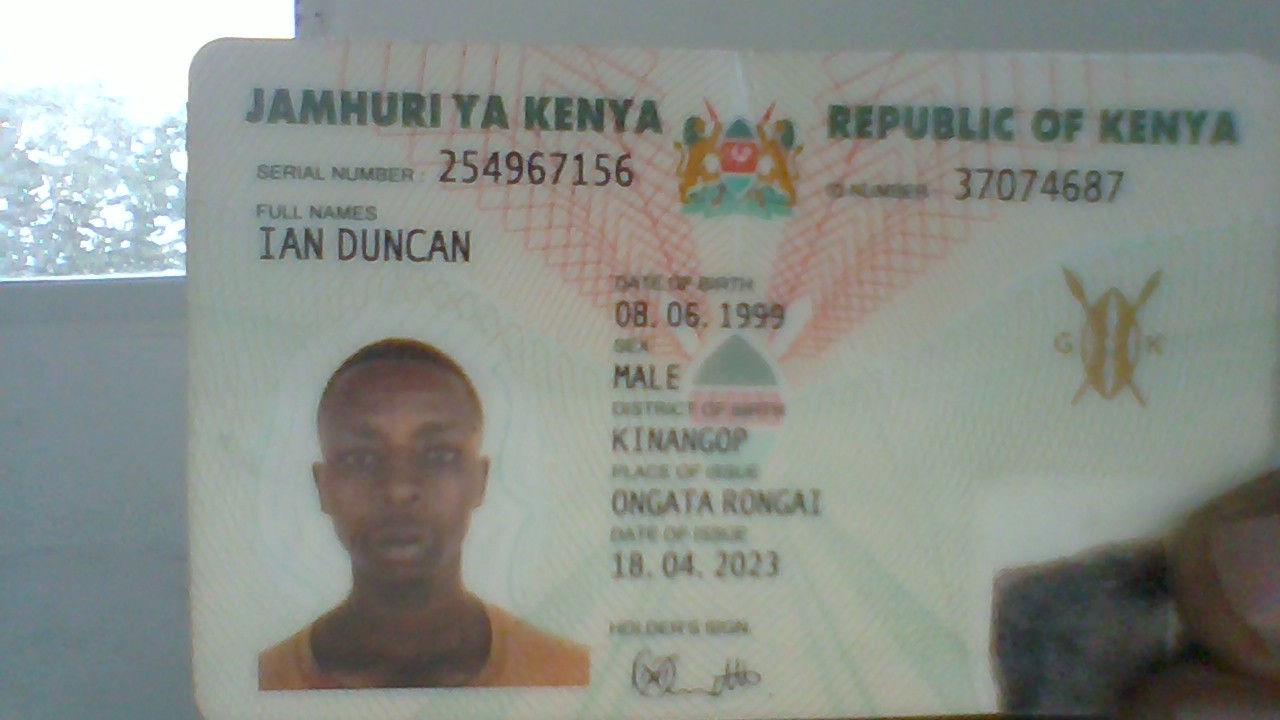 JAMHURI YA KENYA
REPUBLIC OF KENYA
SERIAL NUMBER : 254967156
ID NUMBER 37074687
FULL NAMES
IAN DUNCAN
DATE OF BIRTH
08. 06. 1999
SEX
MALE
DISTRICT OF BIRTH
KINANGOP
PLACE OF ISSUE
ONGATA RONGAI
DATE OF ISSUE
18. 04. 2023
HOLDER'S SIGN.
G K